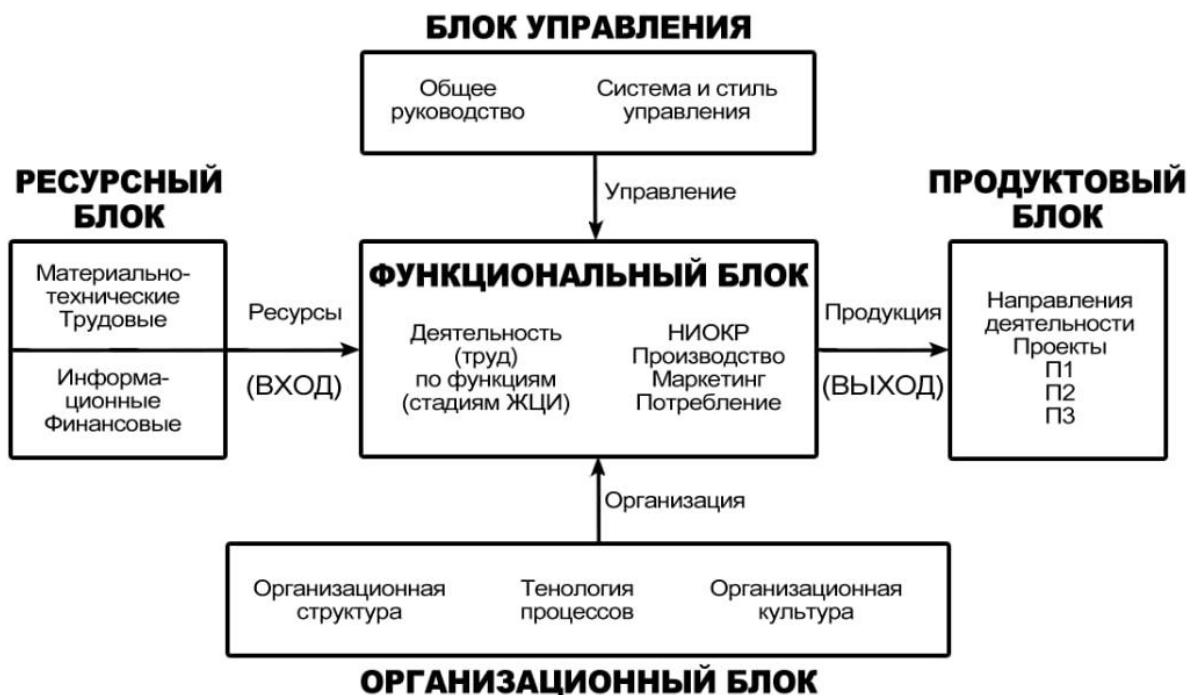 БЛОК УПРАВЛЕНИЯ
Общее
руководство
Система и стиль
управления
Управление
РЕСУРСНЫЙ
БЛОК
Материально-
технические
Трудовые
Информа-
ционные
Финансовые
Ресурсы
(ВХОД)
ФУНКЦИОНАЛЬНЫЙ БЛОК
Деятельность
(труд)
по функциям
(стадиям ЖЦИ)
НИОКР
Производство
Маркетинг
Потребление
Продукция
(ВЫХОД)
ПРОДУКТОВЫЙ
БЛОК
Направления
деятельности
Проекты
П1
П2
П3
Организация
Организационная
структура
Тенология
процессов
Организационная
культура
ОРГАНИЗАЦИОННЫЙ БЛОК